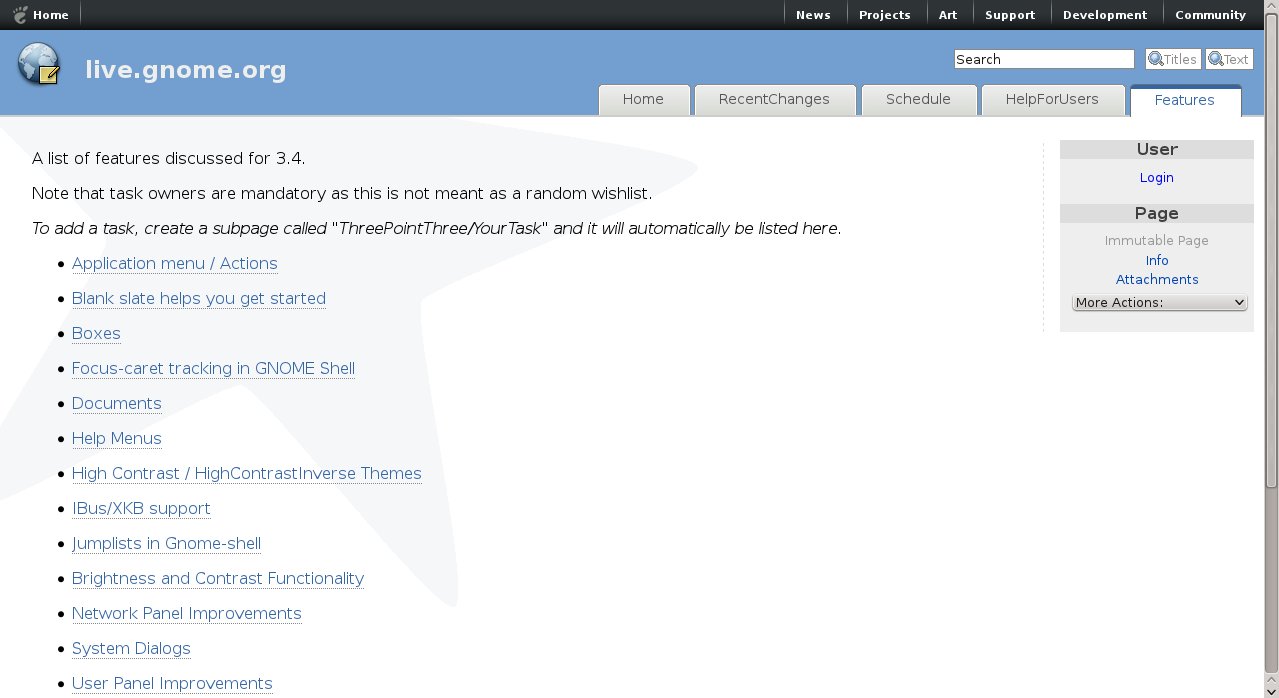 Home
News Projects Art Support Development Community
live.gnome.org
Search Titles Text
Home RecentChanges Schedule HelpForUsers Features
A list of features discussed for 3.4.
Note that task owners are mandatory as this is not meant as a random wishlist.
To add a task, create a subpage called "ThreePointThree/YourTask" and it will automatically be listed here.
Application menu / Actions
Blank slate helps you get started
Boxes
Focus-caret tracking in GNOME Shell
Documents
Help Menus
High Contrast / HighContrastInverse Themes
IBus/XKB support
Jumplists in Gnome-shell
Brightness and Contrast Functionality
Network Panel Improvements
System Dialogs
User Panel Improvements
User
Login
Page
Immutable Page
Info
Attachments
More Actions: